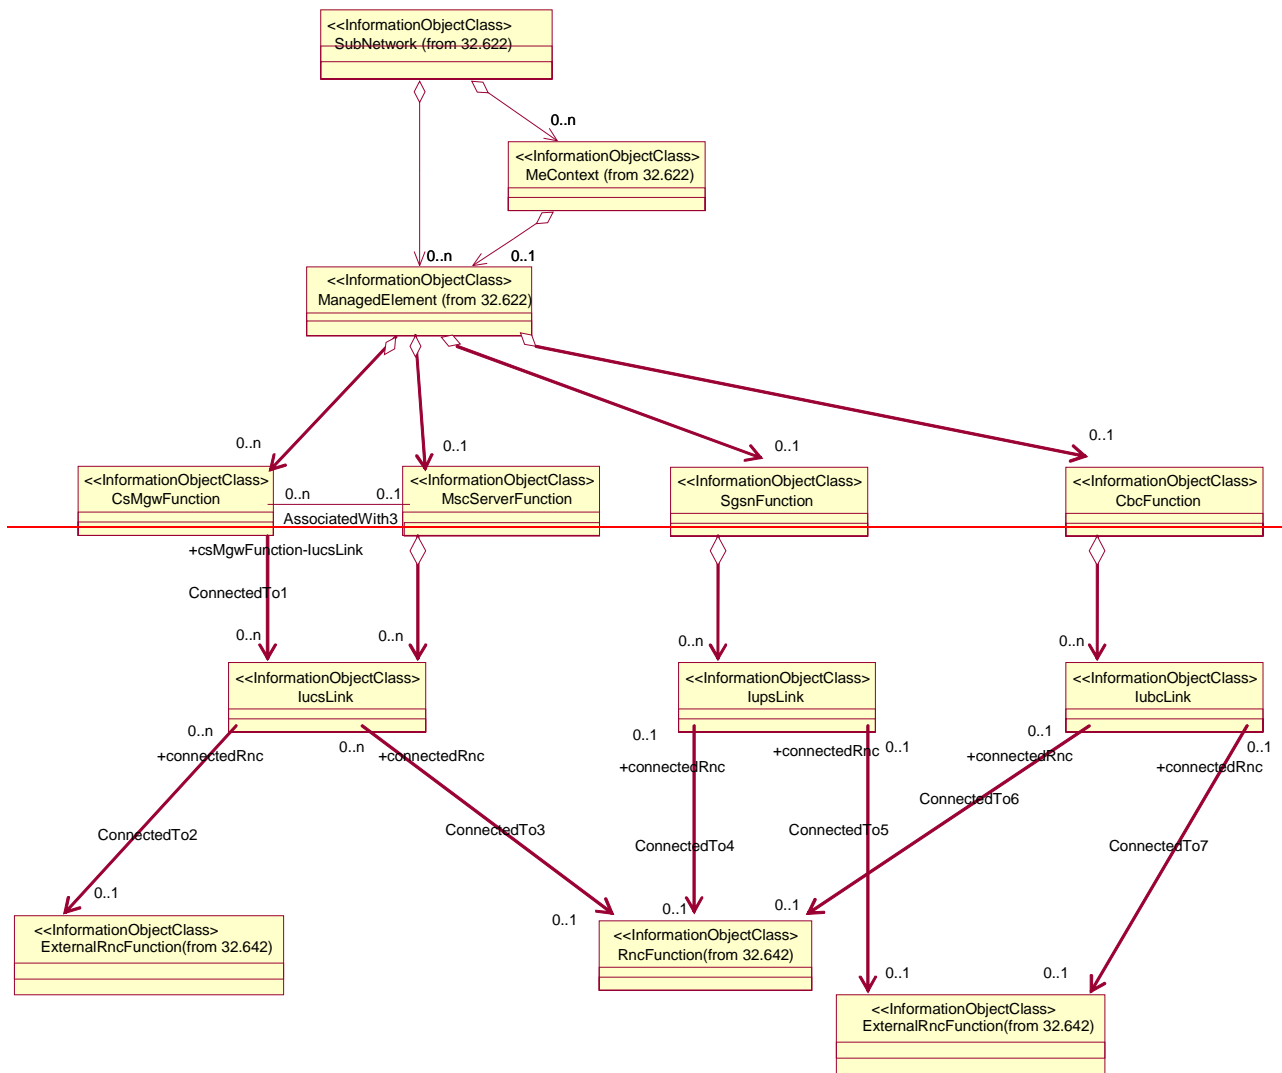 <<InformationObjectClass>
SubNetwork (from 32.622)
0..n
<<InformationObjectClass>
MeContext (from 32.622)
0..n
0..1
<<InformationObjectClass>
ManagedElement (from 32.622)
0..n
0..1
0..1
0..1
<<InformationObjectClass>
CsMgwFunction
<<InformationObjectClass>
MscServerFunction
<<InformationObjectClass>
SgsnFunction
<<InformationObjectClass>
CbcFunction
0..n
0..1
AssociatedWith3
+csMgwFunction-IucsLink
ConnectedTo1
0..n
0..n
0..n
0..n
<<InformationObjectClass>
IucsLink
<<InformationObjectClass>
IupsLink
<<InformationObjectClass>
IubcLink
0..n
+connectedRnc
0..n
+connectedRnc
0..1
+connectedRnc
+connectedRnc
0..1
0..1
+connectedRnc
0..1
+connectedRnc
ConnectedTo2
ConnectedTo3
ConnectedTo4
ConnectedTo5
ConnectedTo6
ConnectedTo7
0..1
0..1
0..1
0..1
0..1
0..1
<<InformationObjectClass>
ExternalRncFunction(from 32.642)
<<InformationObjectClass>
RncFunction(from 32.642)
<<InformationObjectClass>
ExternalRncFunction(from 32.642)